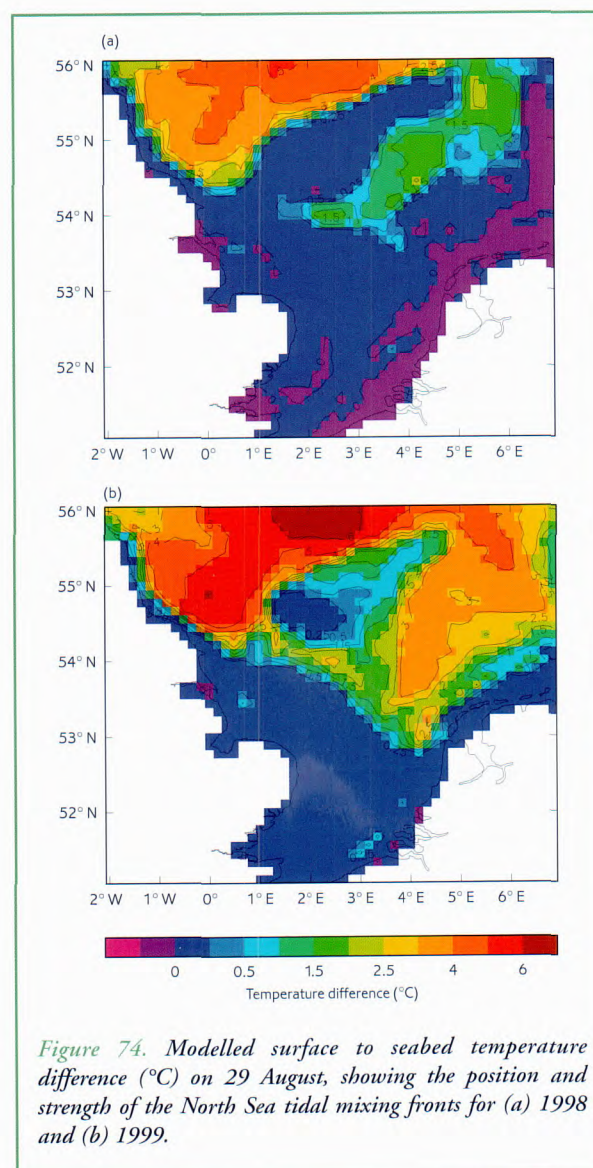 (a)
56° N
55° N
54° N
53° N
52° N
2° W 1° W 0° 1° E 2° E 3° E 4° E 5° E 6° E
(b)
56° N
55° N
54° N
53° N
52° N
2° W 1° W 0° 1° E 2° E 3° E 4° E 5° E 6° E
0 0.5 1.5 2.5 4 6
Temperature difference (°C)
Figure 74. Modelled surface to seabed temperature
difference (°C) on 29 August, showing the position and
strength of the North Sea tidal mixing fronts for (a) 1998
and (b) 1999.